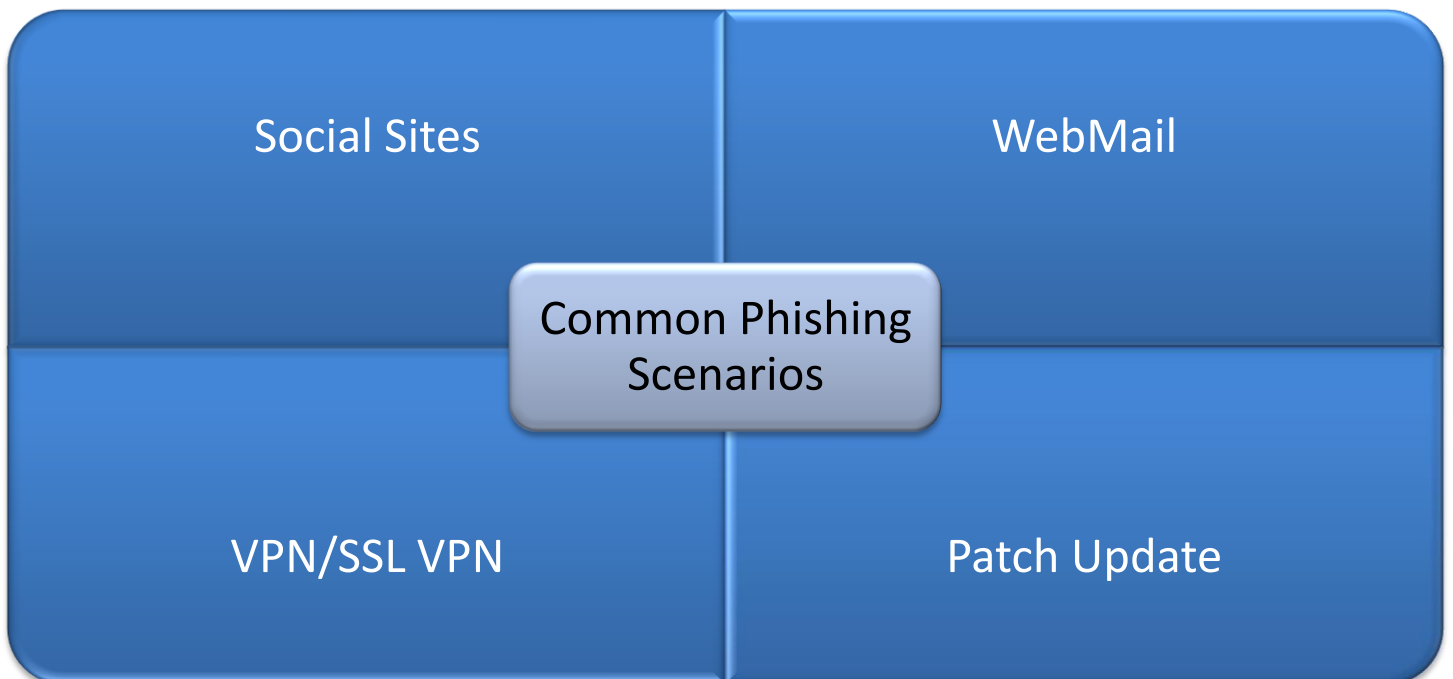 Social Sites
WebMail
Common Phishing
Scenarios
VPN/SSL VPN
Patch Update